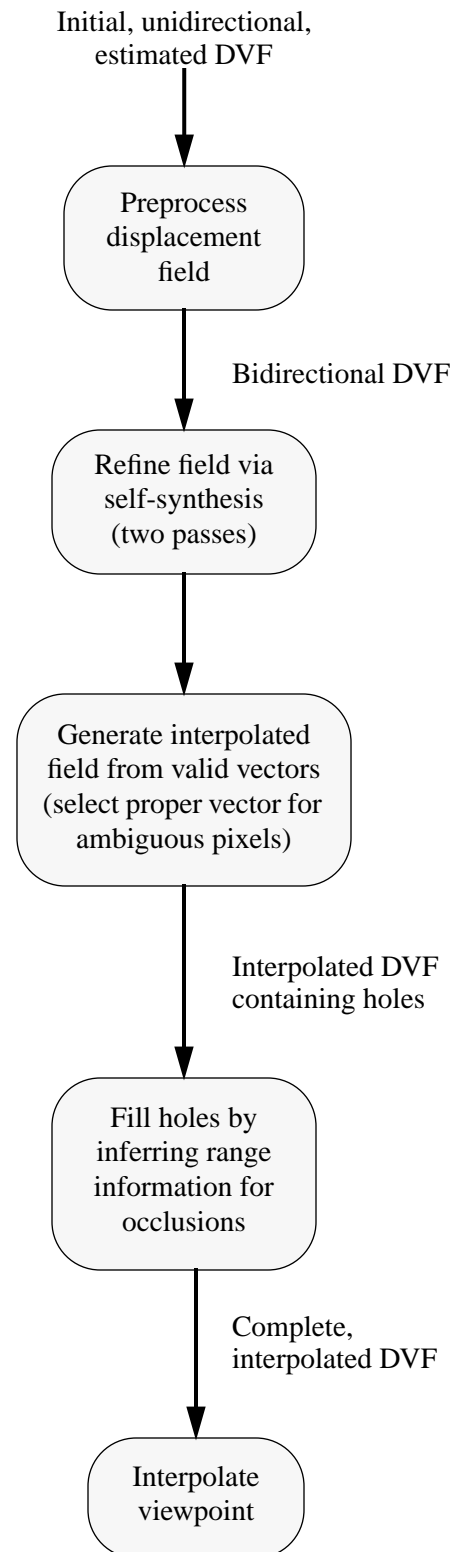 Initial, unidirectional,
estimated DVF
Preprocess
displacement
field
Bidirectional DVF
Refine field via
self-synthesis
(two passes)
Generate interpolated
field from valid vectors
(select proper vector for
ambiguous pixels)
Interpolated DVF
containing holes
Fill holes by
inferring range
information for
occlusions
Complete,
interpolated DVF
Interpolate
viewpoint